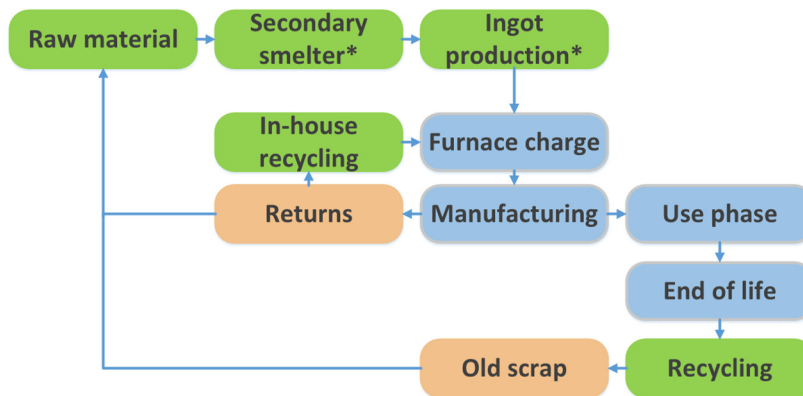 Raw material
Secondary
smelter*
Ingot
production*
In-house
recycling
Furnace charge
Returns
Manufacturing
Use phase
End of life
Old scrap
Recycling